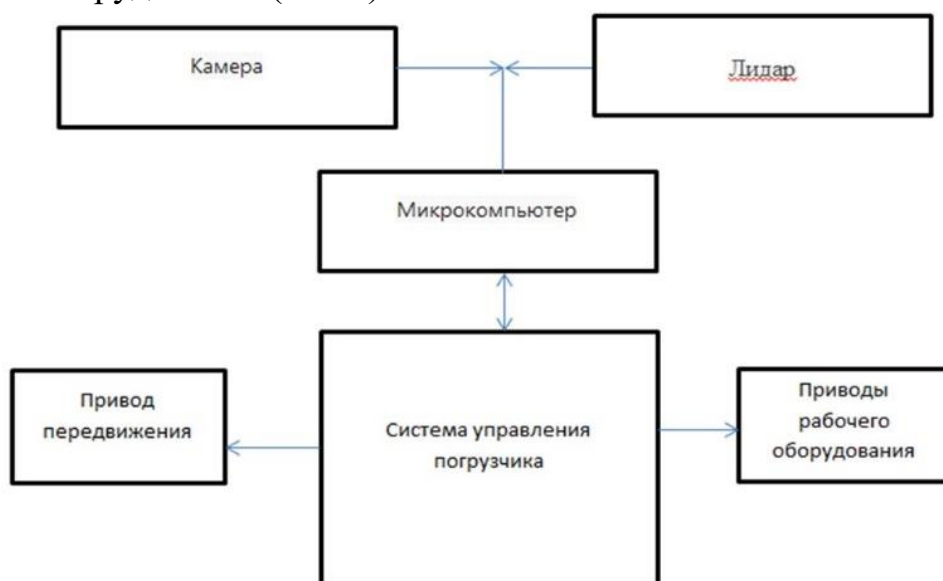 Камера
Лидар
Микрокомпьютер
Привод
передвижения
Система управления
погрузчика
Приводы
рабочего
оборудования